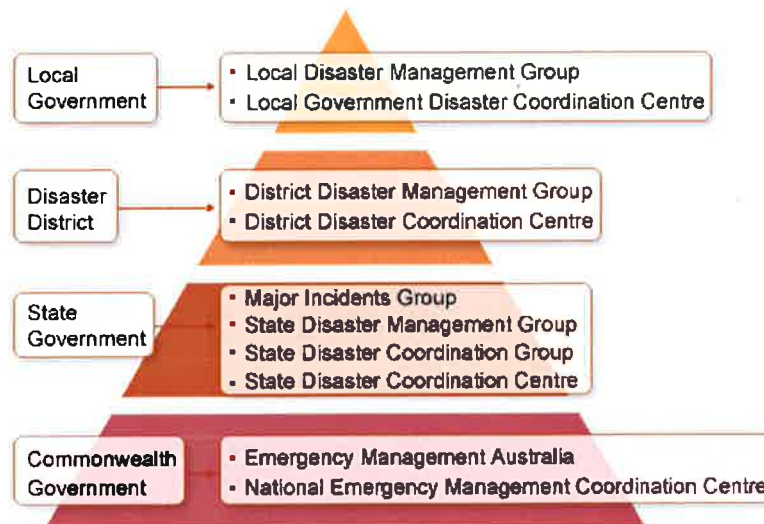 Local
Government
• Local Disaster Management Group
• Local Government Disaster Coordination Centre
Disaster
District
• District Disaster Management Group
• District Disaster Coordination Centre
State
Government
• Major Incidents Group
• State Disaster Management Group
• State Disaster Coordination Group
• State Disaster Coordination Centre
Commonwealth
Government
• Emergency Management Australia
• National Emergency Management Coordination Centre